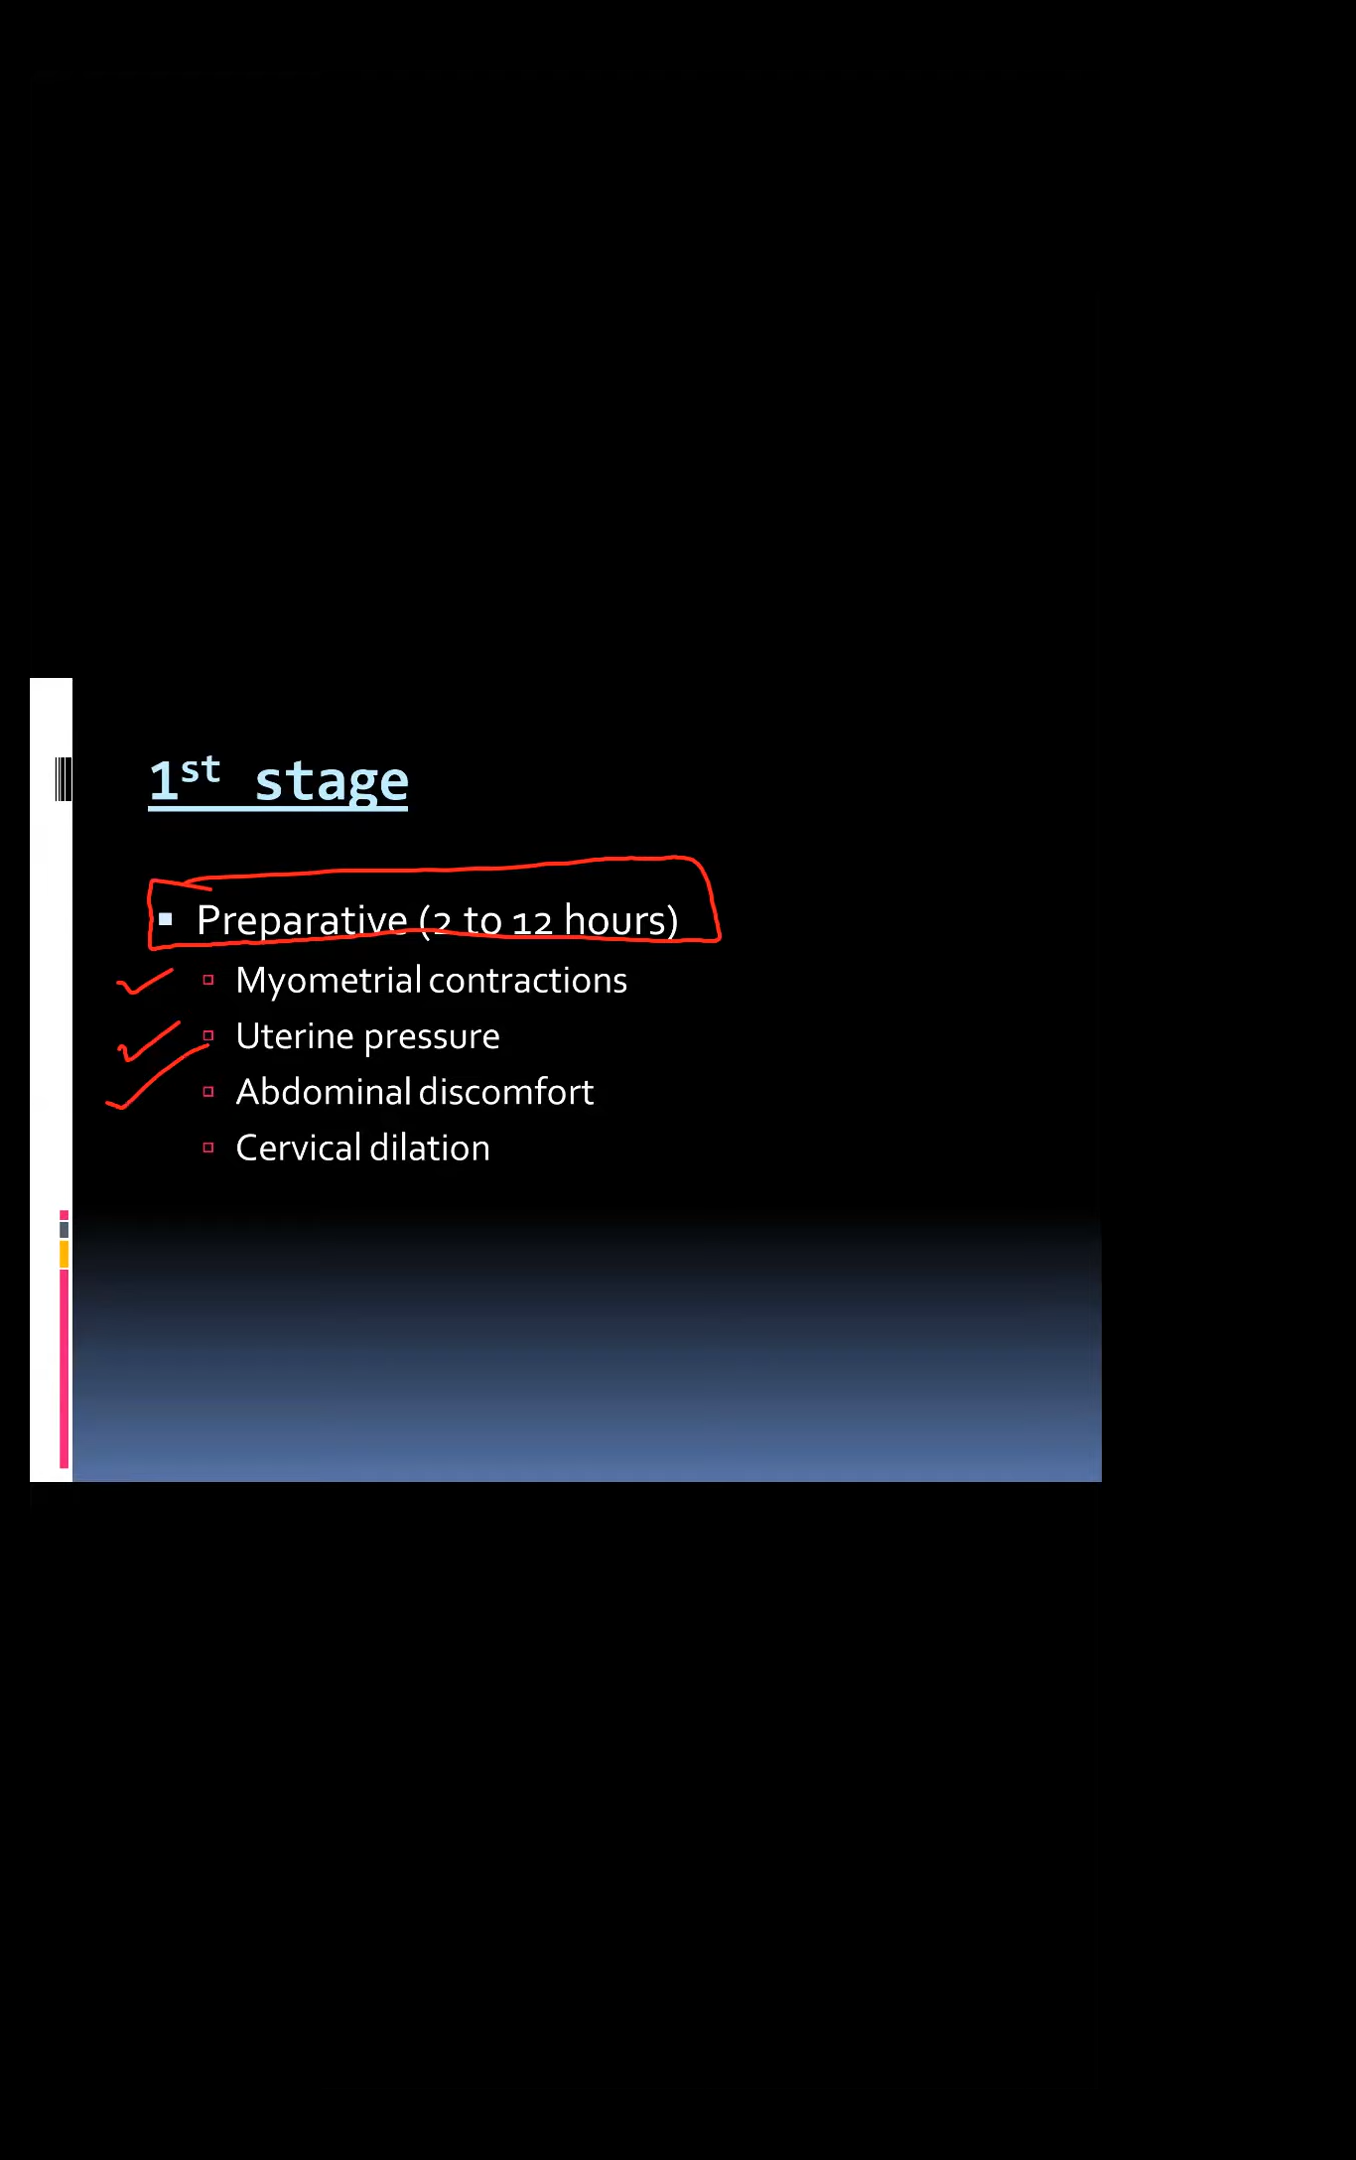 1st stage
Preparative (2 to 12 hours)
Myometrial contractions
Uterine pressure
Abdominal discomfort
Cervical dilation